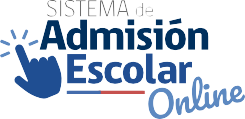 SISTEMA de
Admisión
Escolar
Online